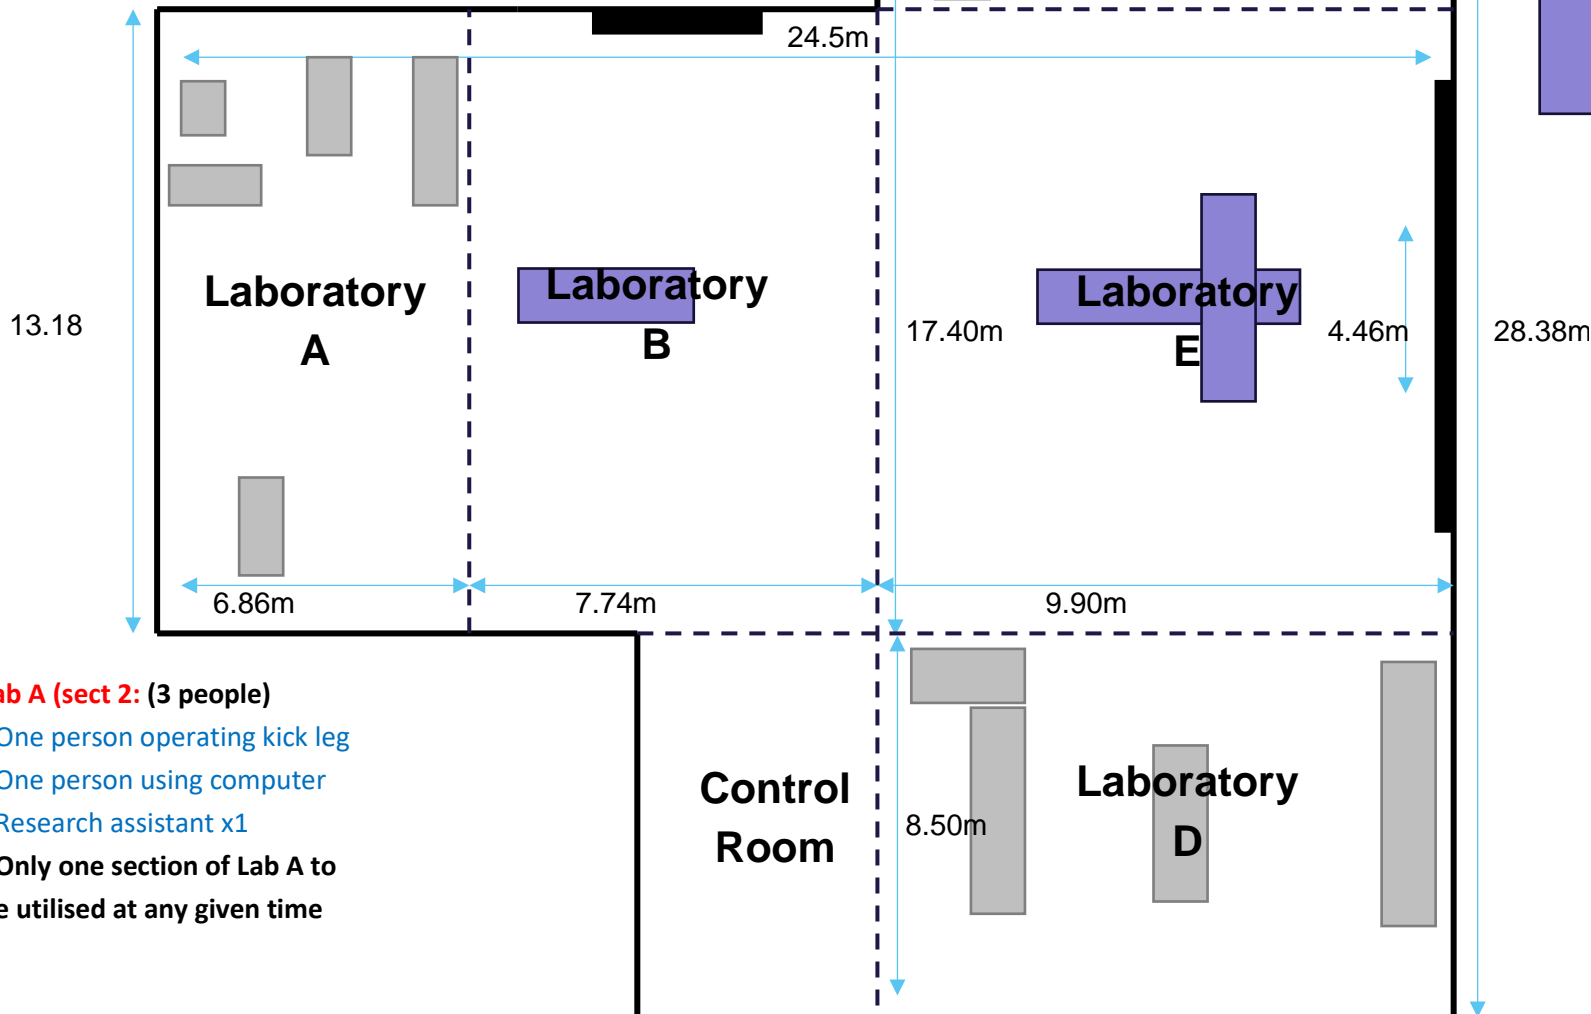 24.5m
Laboratory
A
Laboratory
B
Laboratory
E
13.18
17.40m
4.46m
28.38m
6.86m
7.74m
9.90m
ab A (sect 2: (3 people)
One person operating kick leg
One person using computer
Research assistant x1
Only one section of Lab A to
e utilised at any given time
Control
Room
8.50m
Laboratory
D